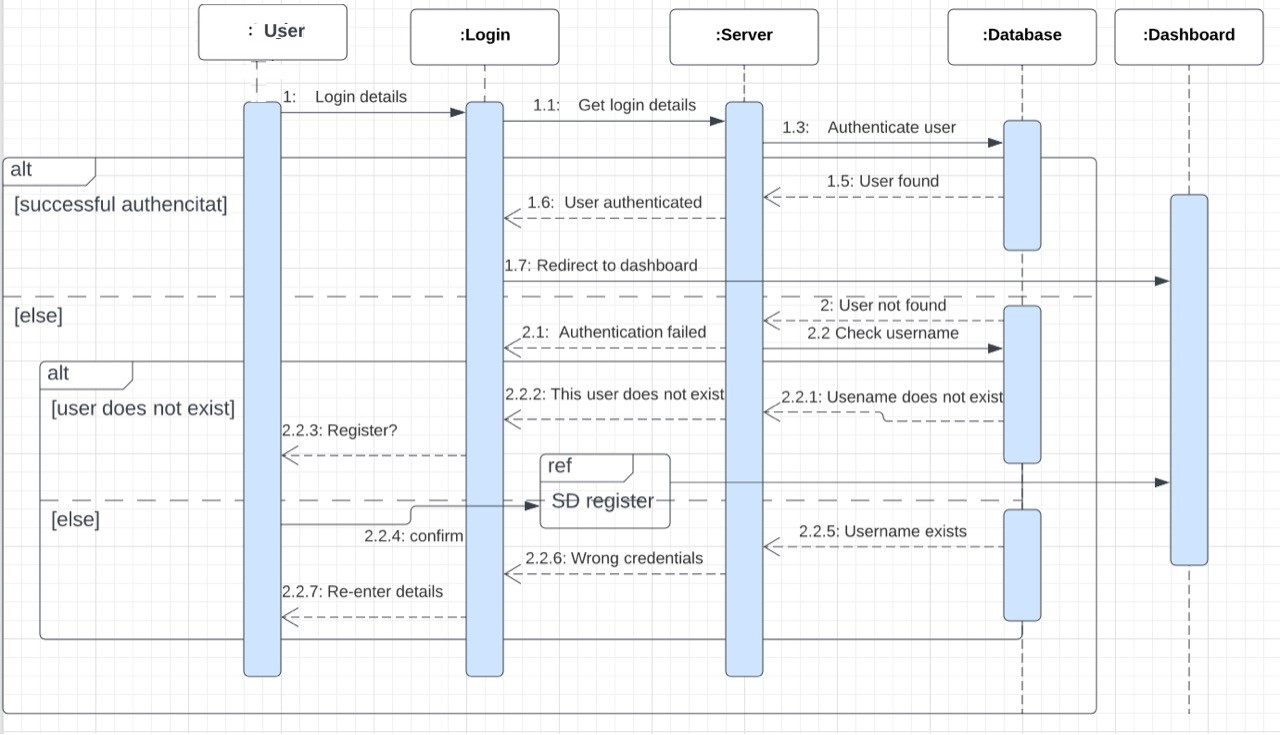 : User
:Login
:Server
:Database
:Dashboard
1: Login details
1.1: Get login details
1.3: Authenticate user
alt
[successful authencitat]
1.5: User found
1.6: User authenticated
1.7: Redirect to dashboard
[else]
2: User not found
2.1: Authentication failed
2.2 Check username
alt
[user does not exist]
2.2.2: This user does not exist
2.2.1: Usename does not exist
2.2.3: Register?
ref
SD register
[else]
2.2.4: confirm
2.2.5: Username exists
2.2.6: Wrong credentials
2.2.7: Re-enter details